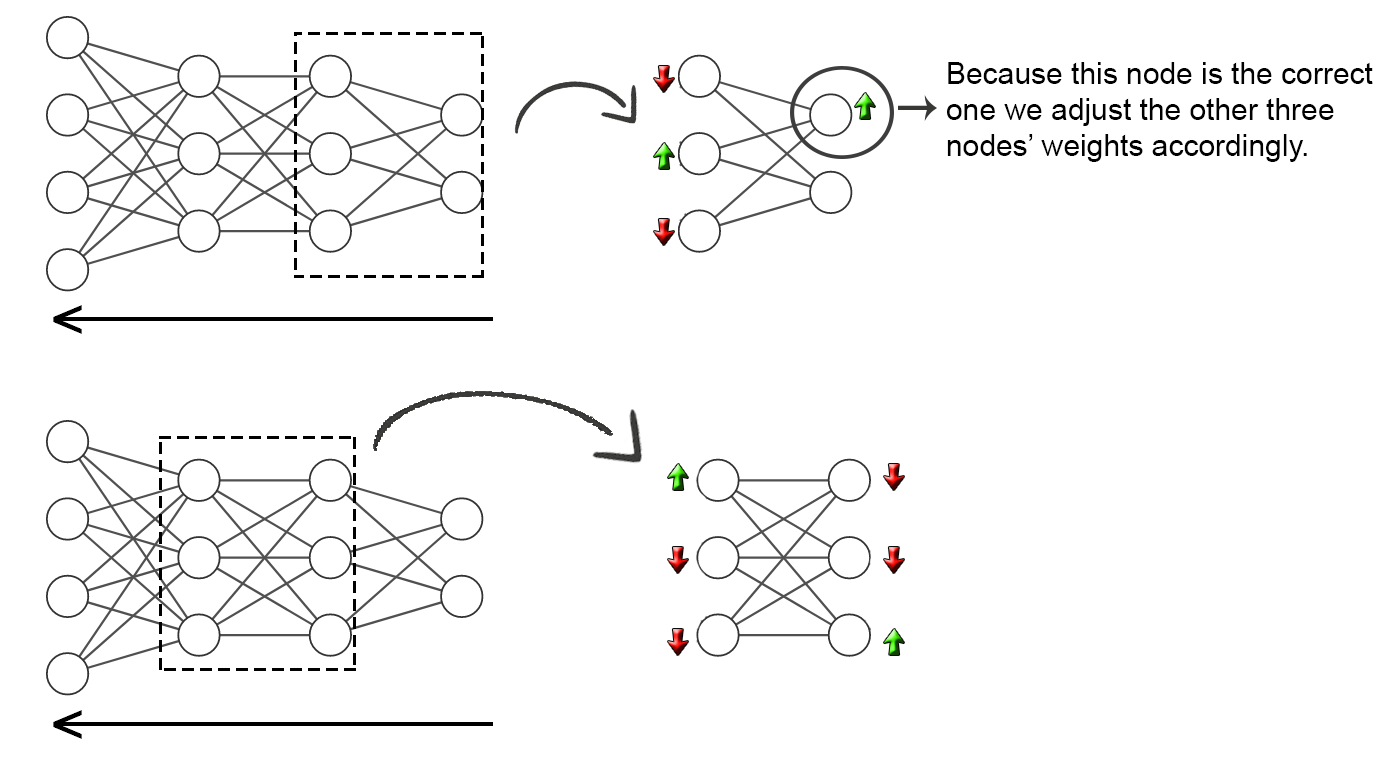 Because this node is the correct
one we adjust the other three
nodes’ weights accordingly.